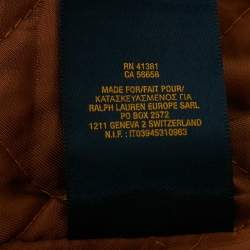 RN 41381
CA 56658
MADE FOR/FAIT POUR/
ΚΑΤΑΣΚΕΥΑΣΜΕΝΟΣ ΓΙΑ
RALPH LAUREN EUROPE SARL
PO BOX 2572
1211 GENEVA 2 SWITZERLAND
N.I.F. : IT03945310963